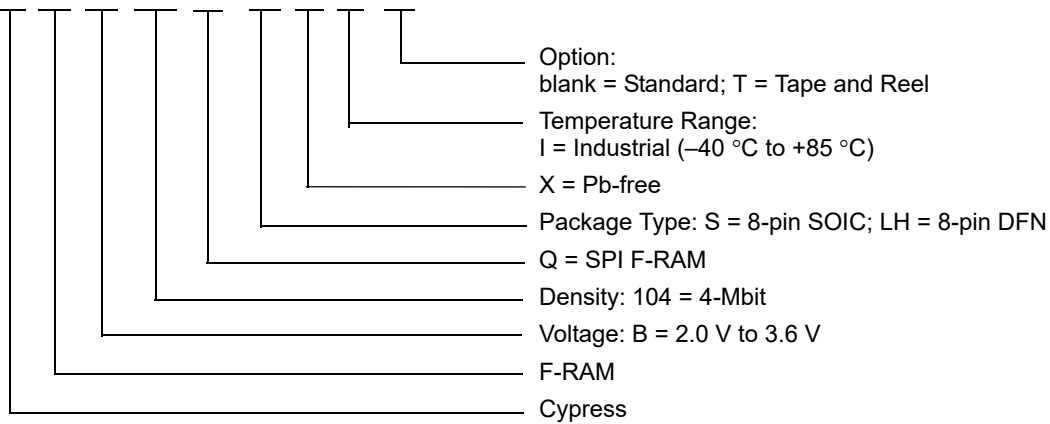 Option:
blank = Standard; T = Tape and Reel
Temperature Range:
I = Industrial (–40 °C to +85 °C)
X = Pb-free
Package Type: S = 8-pin SOIC; LH = 8-pin DFN
Q = SPI F-RAM
Density: 104 = 4-Mbit
Voltage: B = 2.0 V to 3.6 V
F-RAM
Cypress